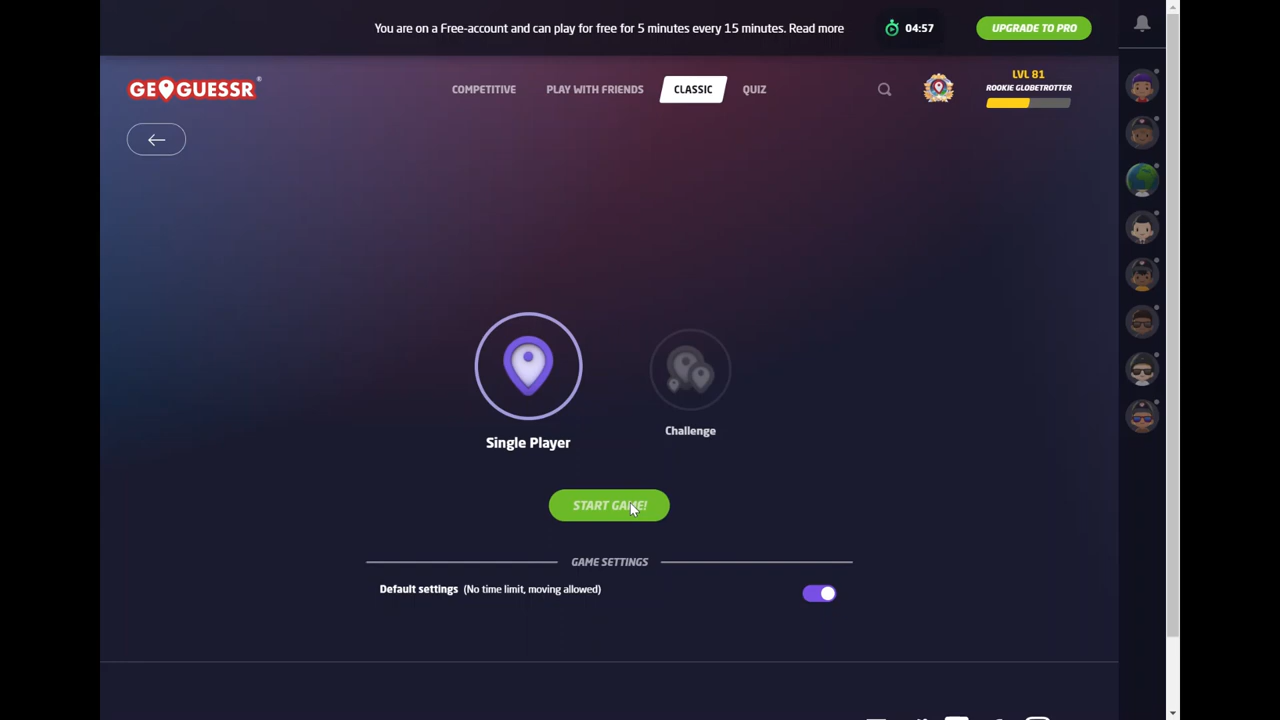 You are on a Free-account and can play for free for 5 minutes every 15 minutes. Read more
04:57
UPGRADE TO PRO
GEOGUESSR
COMPETITIVE
PLAY WITH FRIENDS
CLASSIC
QUIZ
LVL 81
ROOKIE GLOBETROTTER
Single Player
Challenge
START GAME!
GAME SETTINGS
Default settings (No time limit, moving allowed)